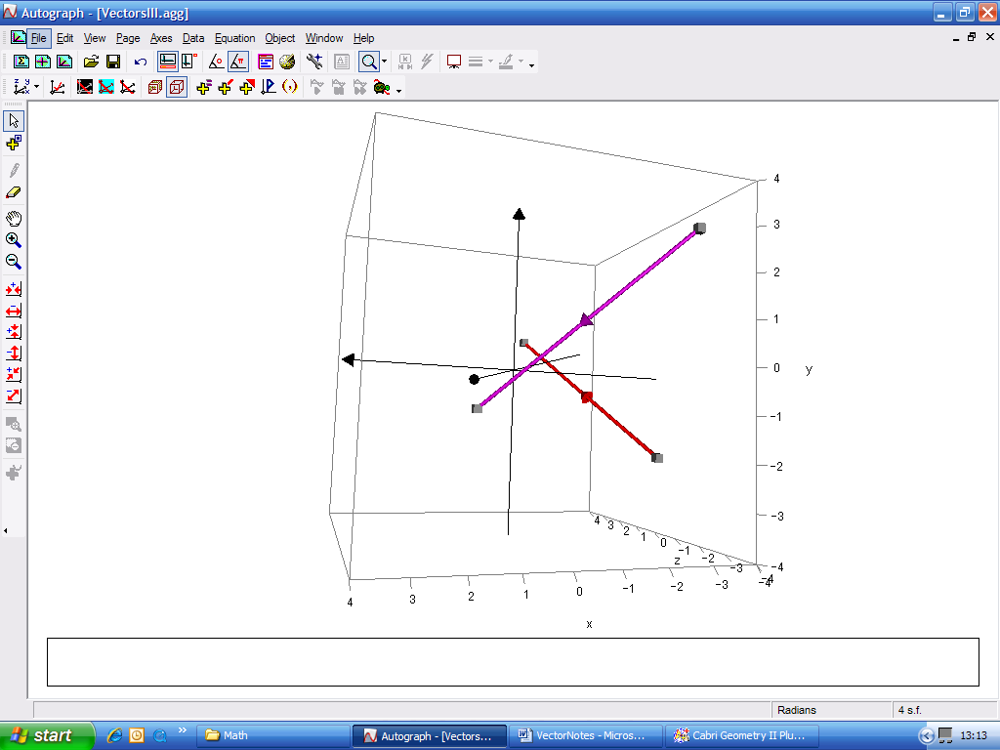 Autograph - [VectorsIII.agg]
File Edit View Page Axes Data Equation Object Window Help
4
3
2
1
0
y
−1
−2
−3
−4
4 3 2 1 0 −1 −2 −3 −4
z
4 3 2 1 0 −1 −2 −3 −4
x
Radians 4 s.f.
start Math Autograph - [Vectors... VectorNotes - Micros... Cabri Geometry II Plu... 13:13